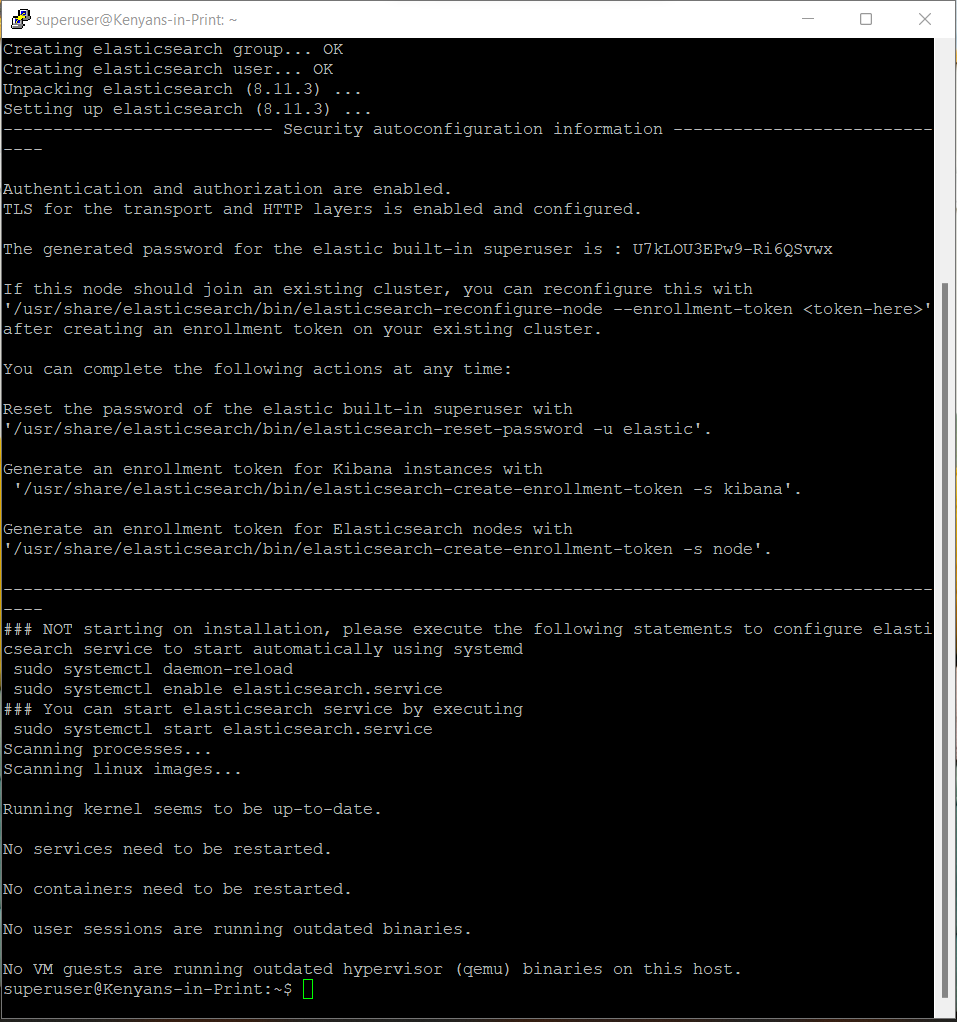 superuser@Kenyans-in-Print: ~
Creating elasticsearch group... OK
Creating elasticsearch user... OK
Unpacking elasticsearch (8.11.3) ...
Setting up elasticsearch (8.11.3) ...
--------------------------- Security autoconfiguration information --------------------------
----
Authentication and authorization are enabled.
TLS for the transport and HTTP layers is enabled and configured.
The generated password for the elastic built-in superuser is : U7kLOU3EPw9-Ri6QSvwx
If this node should join an existing cluster, you can reconfigure this with
'/usr/share/elasticsearch/bin/elasticsearch-reconfigure-node --enrollment-token <token-here>'
after creating an enrollment token on your existing cluster.
You can complete the following actions at any time:
Reset the password of the elastic built-in superuser with
'/usr/share/elasticsearch/bin/elasticsearch-reset-password -u elastic'.
Generate an enrollment token for Kibana instances with
 '/usr/share/elasticsearch/bin/elasticsearch-create-enrollment-token -s kibana'.
Generate an enrollment token for Elasticsearch nodes with
'/usr/share/elasticsearch/bin/elasticsearch-create-enrollment-token -s node'.
---------------------------------------------------------------------------------------------
----
### NOT starting on installation, please execute the following statements to configure elasti
csearch service to start automatically using systemd
 sudo systemctl daemon-reload
 sudo systemctl enable elasticsearch.service
### You can start elasticsearch service by executing
 sudo systemctl start elasticsearch.service
Scanning processes...
Scanning linux images...
Running kernel seems to be up-to-date.
No services need to be restarted.
No containers need to be restarted.
No user sessions are running outdated binaries.
No VM guests are running outdated hypervisor (qemu) binaries on this host.
superuser@Kenyans-in-Print:~$